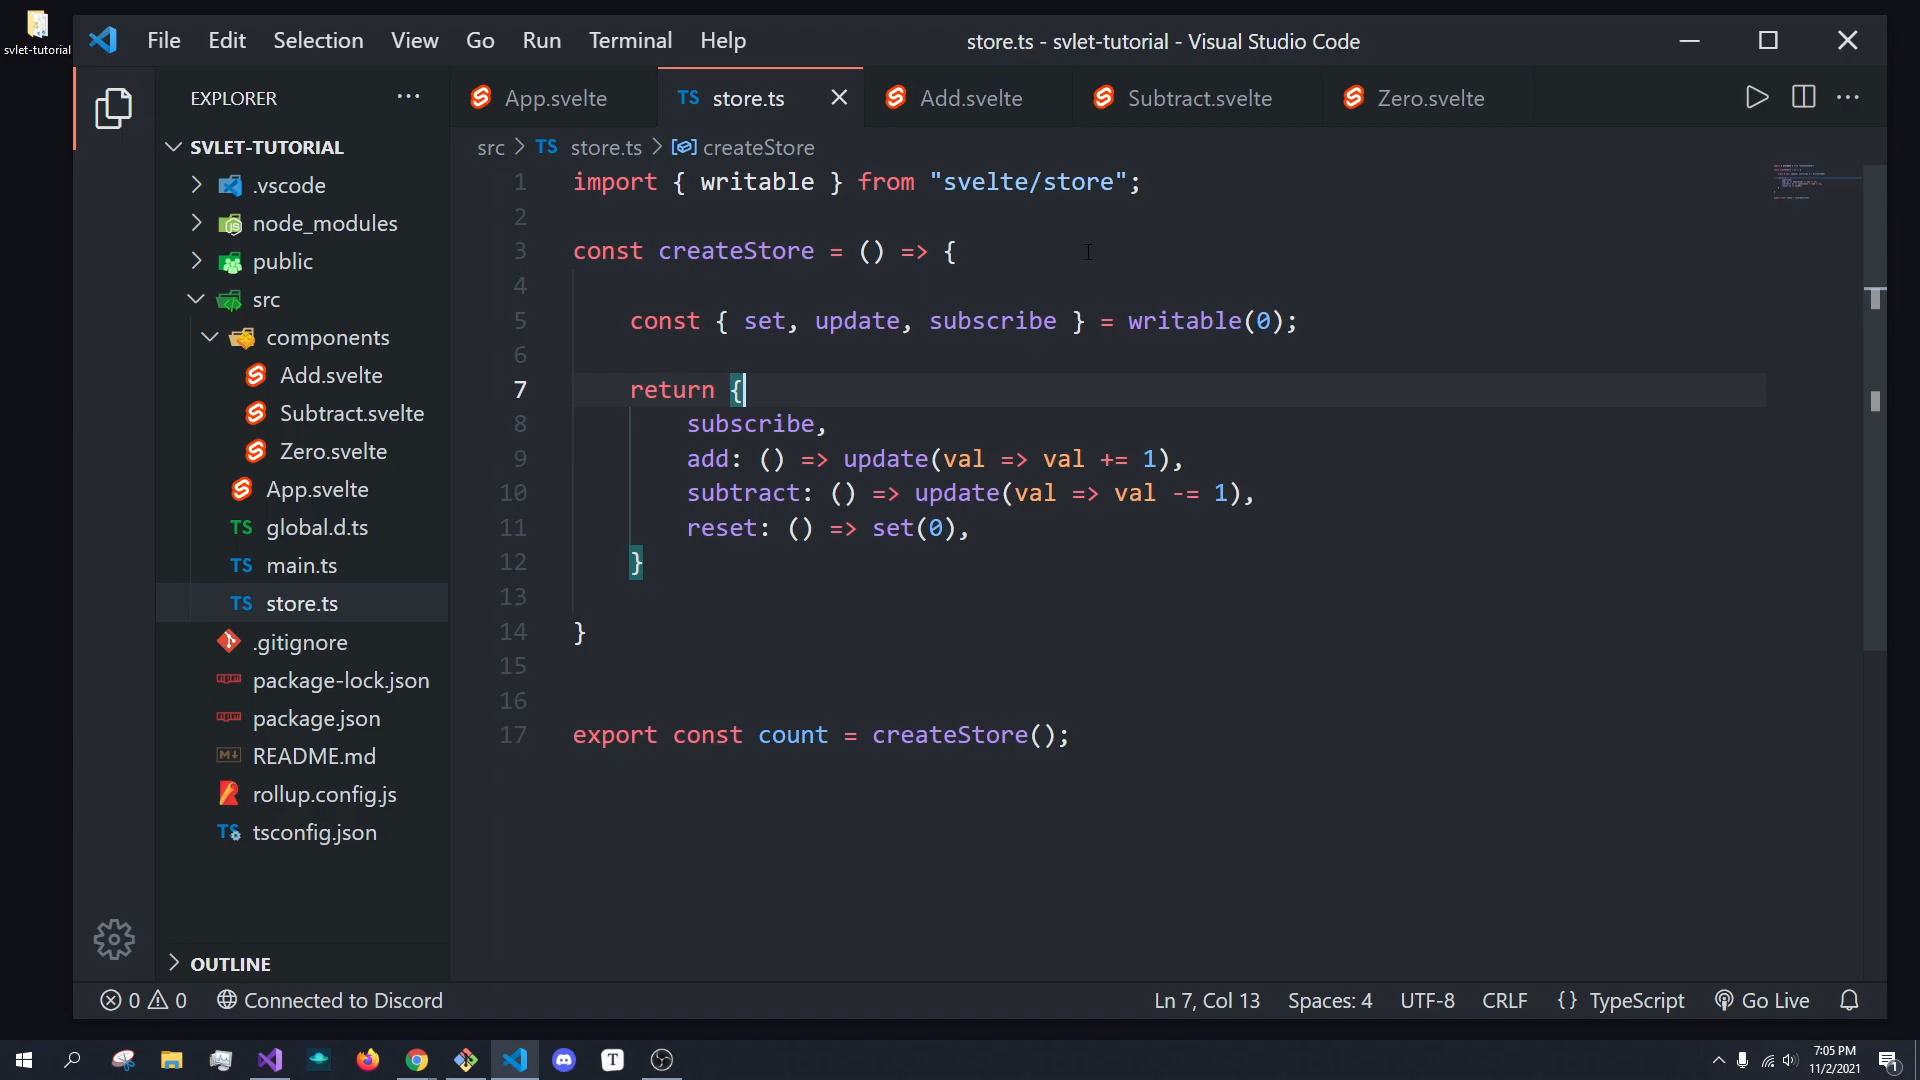 svlet-tutorial
File Edit Selection View Go Run Terminal Help
store.ts - svlet-tutorial - Visual Studio Code
EXPLORER
SVLET-TUTORIAL
.vscode
node_modules
public
src
components
Add.svelte
Subtract.svelte
Zero.svelte
App.svelte
TS global.d.ts
TS main.ts
TS store.ts
.gitignore
package-lock.json
package.json
README.md
rollup.config.js
TS tsconfig.json
OUTLINE
App.svelte TS store.ts Add.svelte Subtract.svelte Zero.svelte
src > TS store.ts > createStore
1 import { writable } from "svelte/store";
2
3 const createStore = () => {
4
5 const { set, update, subscribe } = writable(0);
6
7 return {
8 subscribe,
9 add: () => update(val => val += 1),
10 subtract: () => update(val => val -= 1),
11 reset: () => set(0),
12 }
13
14 }
15
16
17 export const count = createStore();
0 0 Connected to Discord Ln 7, Col 13 Spaces: 4 UTF-8 CRLF {} TypeScript Go Live
T
7:05 PM
11/2/2021
1